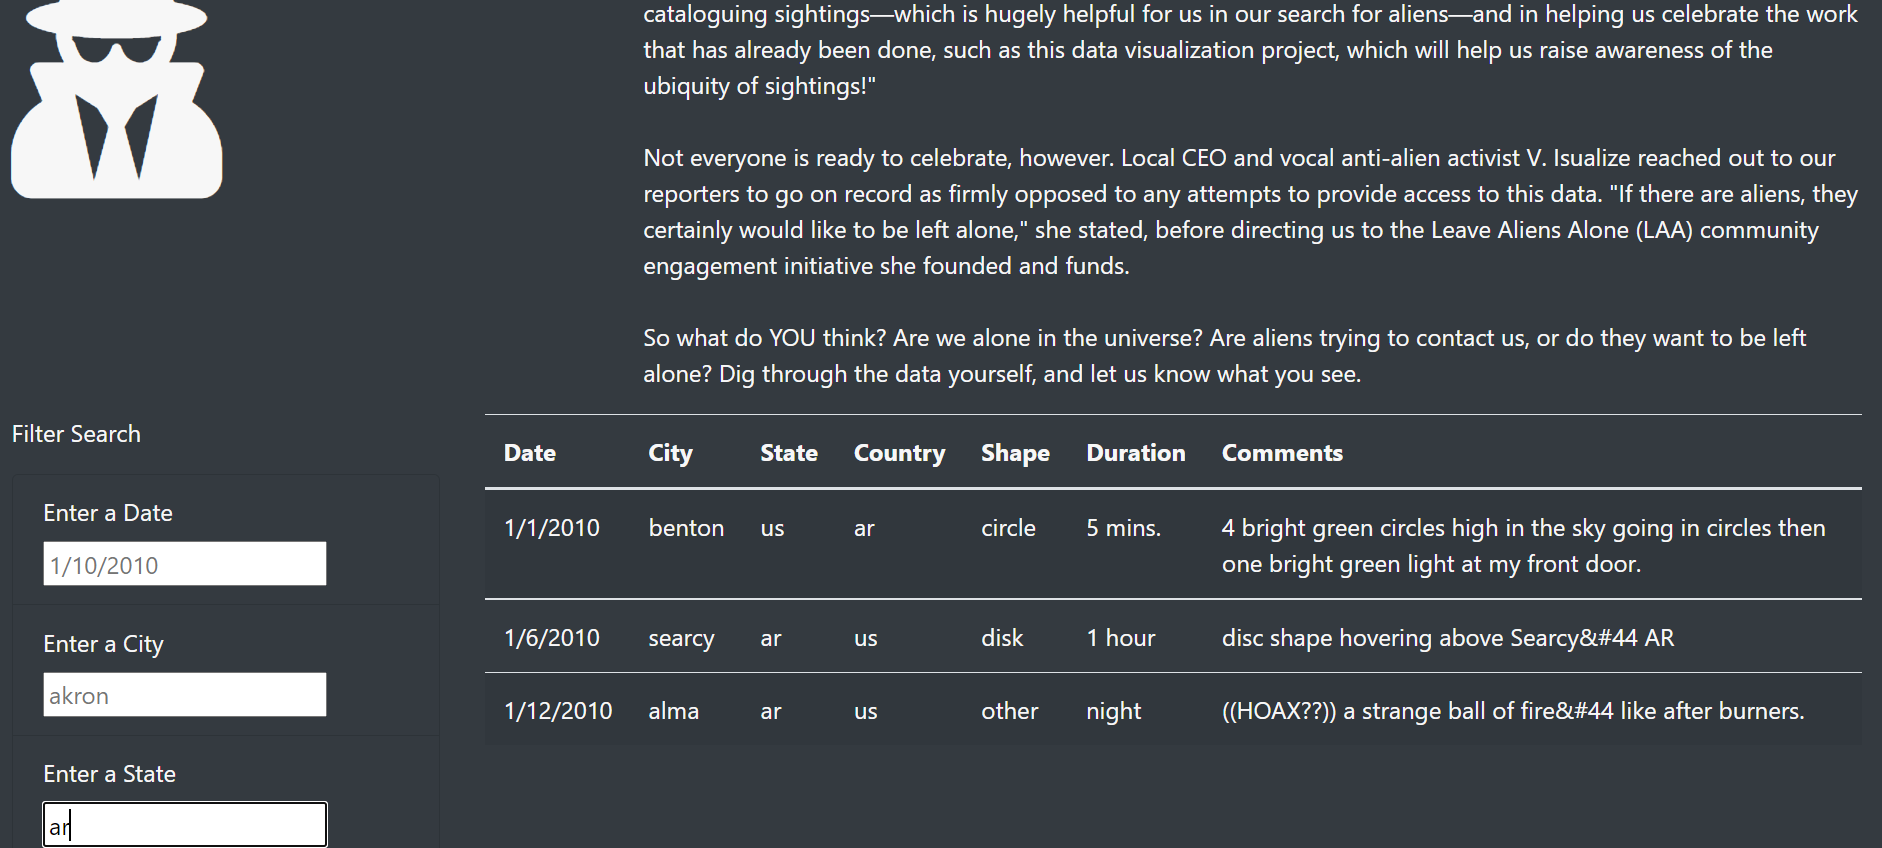 cataloguing sightings—which is hugely helpful for us in our search for aliens—and in helping us celebrate the work
that has already been done, such as this data visualization project, which will help us raise awareness of the
ubiquity of sightings!"
Not everyone is ready to celebrate, however. Local CEO and vocal anti-alien activist V. Isualize reached out to our
reporters to go on record as firmly opposed to any attempts to provide access to this data. "If there are aliens, they
certainly would like to be left alone," she stated, before directing us to the Leave Aliens Alone (LAA) community
engagement initiative she founded and funds.
So what do YOU think? Are we alone in the universe? Are aliens trying to contact us, or do they want to be left
alone? Dig through the data yourself, and let us know what you see.
Filter Search
Enter a Date
1/10/2010
Enter a City
akron
Enter a State
ar
Date City State Country Shape Duration Comments
1/1/2010 benton us ar circle 5 mins. 4 bright green circles high in the sky going in circles then
one bright green light at my front door.
1/6/2010 searcy ar us disk 1 hour disc shape hovering above Searcy&#44 AR
1/12/2010 alma ar us other night ((HOAX??)) a strange ball of fire&#44 like after burners.